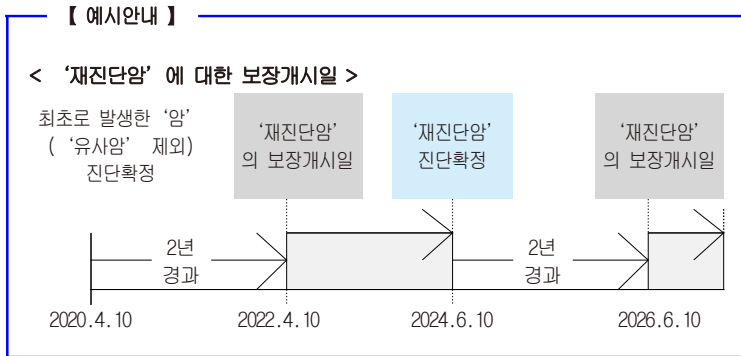 【 예시안내 】
< ‘재진단암’에 대한 보장개시일 >
최초로 발생한 ‘암’
( ‘유사암’ 제외)
진단확정
‘재진단암’
의 보장개시일
‘재진단암’
진단확정
‘재진단암’
의 보장개시일
2년
경과
2년
경과
2020.4.10
2022.4.10
2024.6.10
2026.6.10